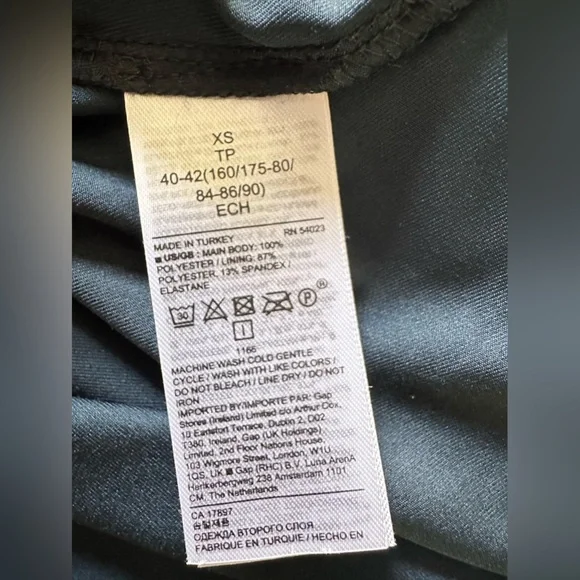 XS
TP
40-42(160/175-80/
84-86/90)
ECH
MADE IN TURKEY RN 54023
■ US/GB : MAIN BODY: 100%
POLYESTER / LINING: 87%
POLYESTER, 13% SPANDEX /
ELASTANE
30 P
1166
MACHINE WASH COLD GENTLE
CYCLE / WASH WITH LIKE COLORS /
DO NOT BLEACH / LINE DRY / DO NOT
IRON
IMPORTED BY/IMPORTE PAR: Gap
Stores (Ireland) Limited c/o Arthur Cox,
10 Earlsfort Terrace, Dublin 2, D02
T380, Ireland, Gap (UK Holdings)
Limited, 2nd Floor Nations House
103 Wigmore Street, London, W1U
1QS, UK ■ Gap (RHC) B.V. Luna ArenA
Herikerbergweg 238 Amsterdam 1101
CM, The Netherlands
CA 17897
숙녀제품
ОДЕЖДА ВТОРОГО СЛОЯ
FABRIQUE EN TURQUIE / HECHO EN